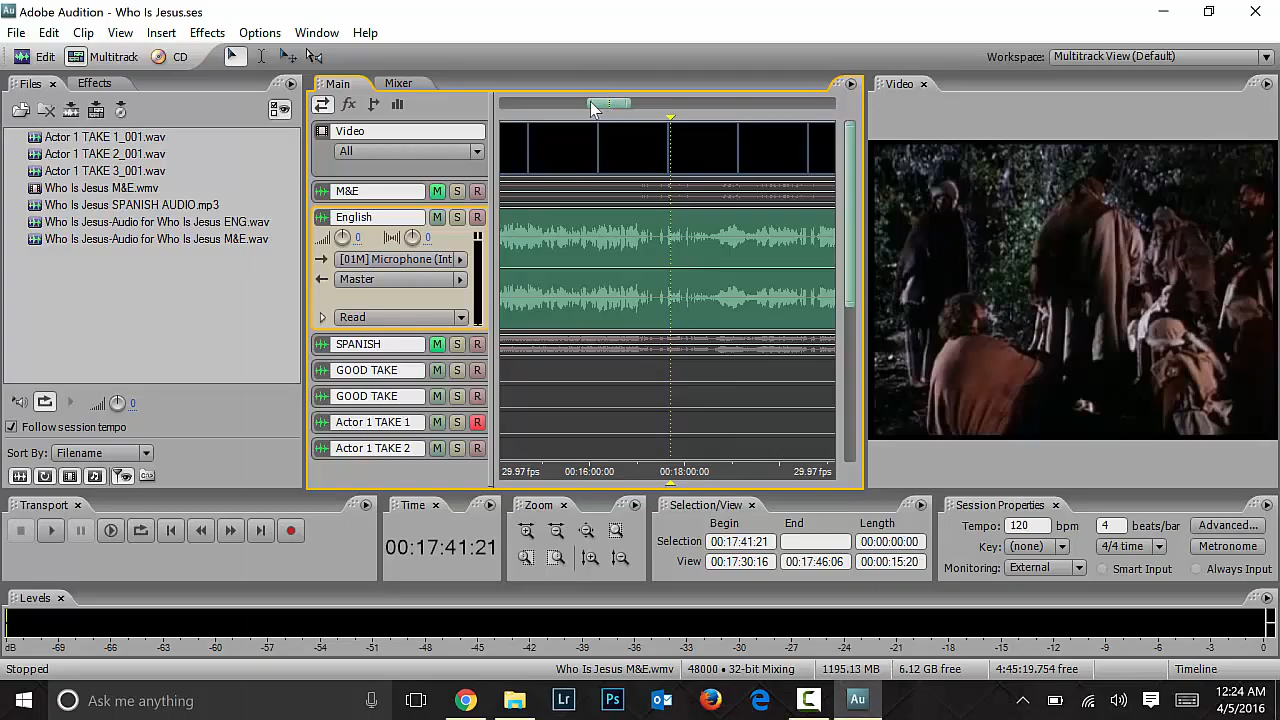 Adobe Audition - Who Is Jesus.ses
File Edit Clip View Insert Effects Options Window Help
Edit Multitrack CD Workspace: Multitrack View (Default)
Files Effects
Actor 1 TAKE 1_001.wav
Actor 1 TAKE 2_001.wav
Actor 1 TAKE 3_001.wav
Who Is Jesus M&E.wmv
Who Is Jesus SPANISH AUDIO.mp3
Who Is Jesus-Audio for Who Is Jesus ENG.wav
Who Is Jesus-Audio for Who Is Jesus M&E.wav
0
Follow session tempo
Sort By: Filename
Main Mixer
fx
Video
All
M&E M S R
English M S R
0 0
[01M] Microphone (Int
Master
Read
SPANISH M S R
GOOD TAKE M S R
GOOD TAKE M S R
Actor 1 TAKE 1 M S R
Actor 1 TAKE 2 M S R
29.97 fps 00:16:00:00 00:18:00:00 29.97 fps
Video
Transport
Time
00:17:41:21
Zoom
Selection/View
Begin End Length
Selection 00:17:41:21 00:00:00:00
View 00:17:30:16 00:17:46:06 00:00:15:20
Session Properties
Tempo: 120 bpm 4 beats/bar Advanced...
Key: (none) 4/4 time Metronome
Monitoring: External Smart Input Always Input
Levels
dB -69 -66 -63 -60 -57 -54 -51 -48 -45 -42 -39 -36 -33 -30 -27 -24 -21 -18 -15 -12 -9 -6 -3 0
Stopped Who Is Jesus M&E.wmv 48000 • 32-bit Mixing 1195.13 MB 6.12 GB free 4:45:19.754 free Timeline
Ask me anything
Lr Ps Au
12:24 AM
4/5/2016